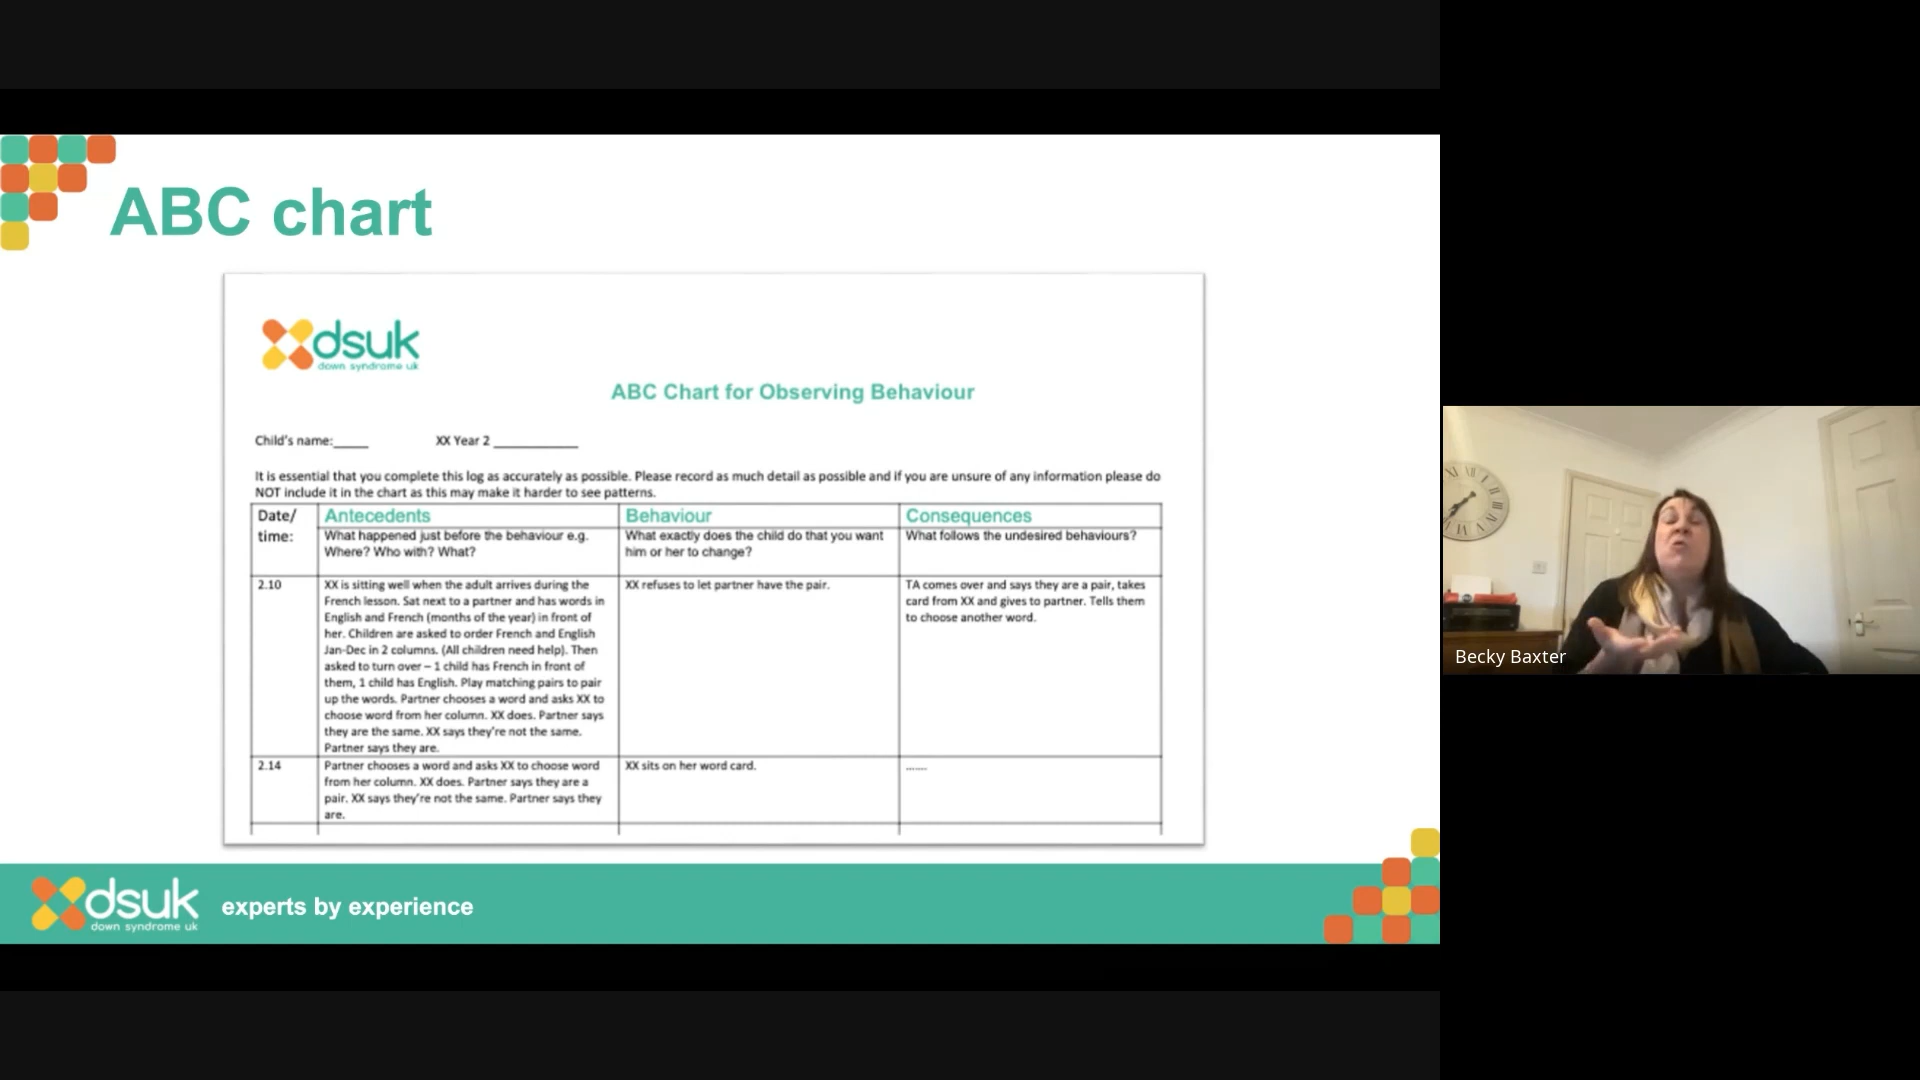 ABC chart
dsuk
down syndrome uk
ABC Chart for Observing Behaviour
Child's name:_____ XX Year 2 ____________
It is essential that you complete this log as accurately as possible. Please record as much detail as possible and if you are unsure of any information please do
NOT include it in the chart as this may make it harder to see patterns.
Date/
time:
Antecedents
What happened just before the behaviour e.g.
Where? Who with? What?
Behaviour
What exactly does the child do that you want
him or her to change?
Consequences
What follows the undesired behaviours?
2.10
XX is sitting well when the adult arrives during the
French lesson. Sat next to a partner and has words in
English and French (months of the year) in front of
her. Children are asked to order French and English
Jan-Dec in 2 columns. (All children need help). Then
asked to turn over – 1 child has French in front of
them, 1 child has English. Play matching pairs to pair
up the words. Partner chooses a word and asks XX to
choose word from her column. XX does. Partner says
they are the same. XX says they're not the same.
Partner says they are.
XX refuses to let partner have the pair.
TA comes over and says they are a pair, takes
card from XX and gives to partner. Tells them
to choose another word.
2.14
Partner chooses a word and asks XX to choose word
from her column. XX does. Partner says they are a
pair. XX says they're not the same. Partner says they
are.
XX sits on her word card.
.......
dsuk
down syndrome uk
experts by experience
Becky Baxter